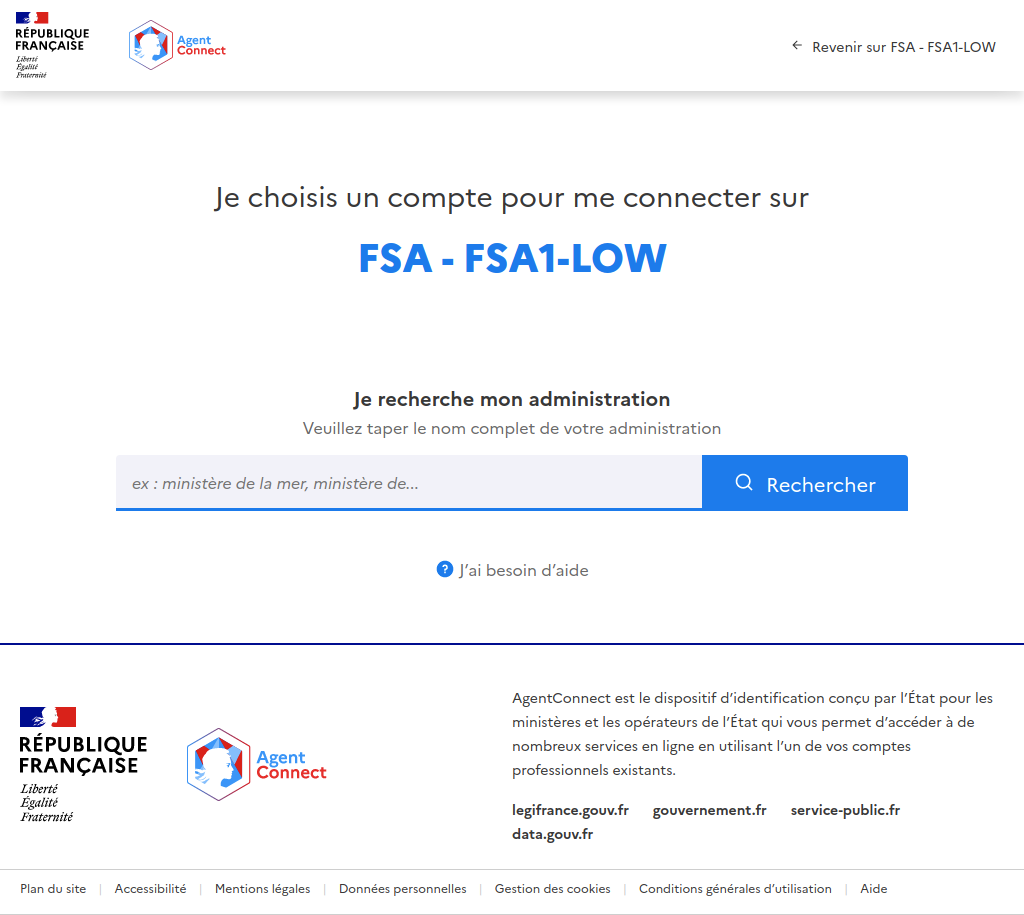 RÉPUBLIQUE
FRANÇAISE
Liberté
Égalité
Fraternité
Agent
Connect
Revenir sur FSA - FSA1-LOW
Je choisis un compte pour me connecter sur
FSA - FSA1-LOW
Je recherche mon administration
Veuillez taper le nom complet de votre administration
ex : ministère de la mer, ministère de...
Rechercher
? J’ai besoin d’aide
RÉPUBLIQUE
FRANÇAISE
Liberté
Égalité
Fraternité
Agent
Connect
AgentConnect est le dispositif d’identification conçu par l’État pour les
ministères et les opérateurs de l’État qui vous permet d’accéder à de
nombreux services en ligne en utilisant l’un de vos comptes
professionnels existants.
legifrance.gouv.fr gouvernement.fr service-public.fr
data.gouv.fr
Plan du site | Accessibilité | Mentions légales | Données personnelles | Gestion des cookies | Conditions générales d’utilisation | Aide